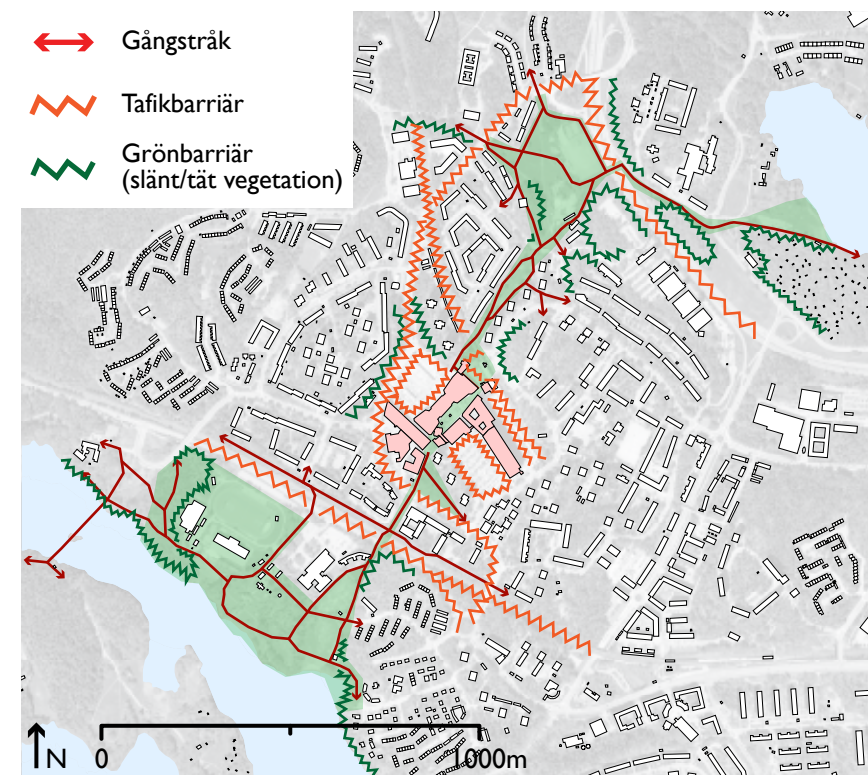 Gångstråk
Tafikbarriär
Grönbarriär
(slänt/tät vegetation)
N 0 1000m